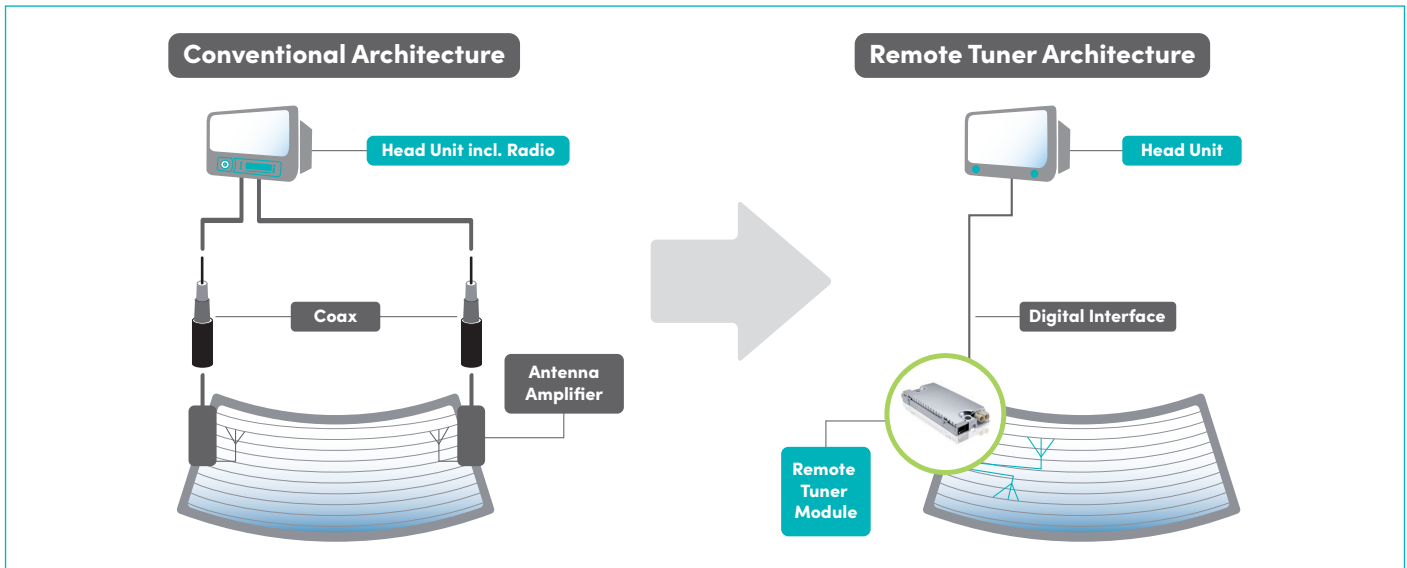 Conventional Architecture
Remote Tuner Architecture
Head Unit incl. Radio
Head Unit
Coax
Digital Interface
Antenna
Amplifier
Remote
Tuner
Module